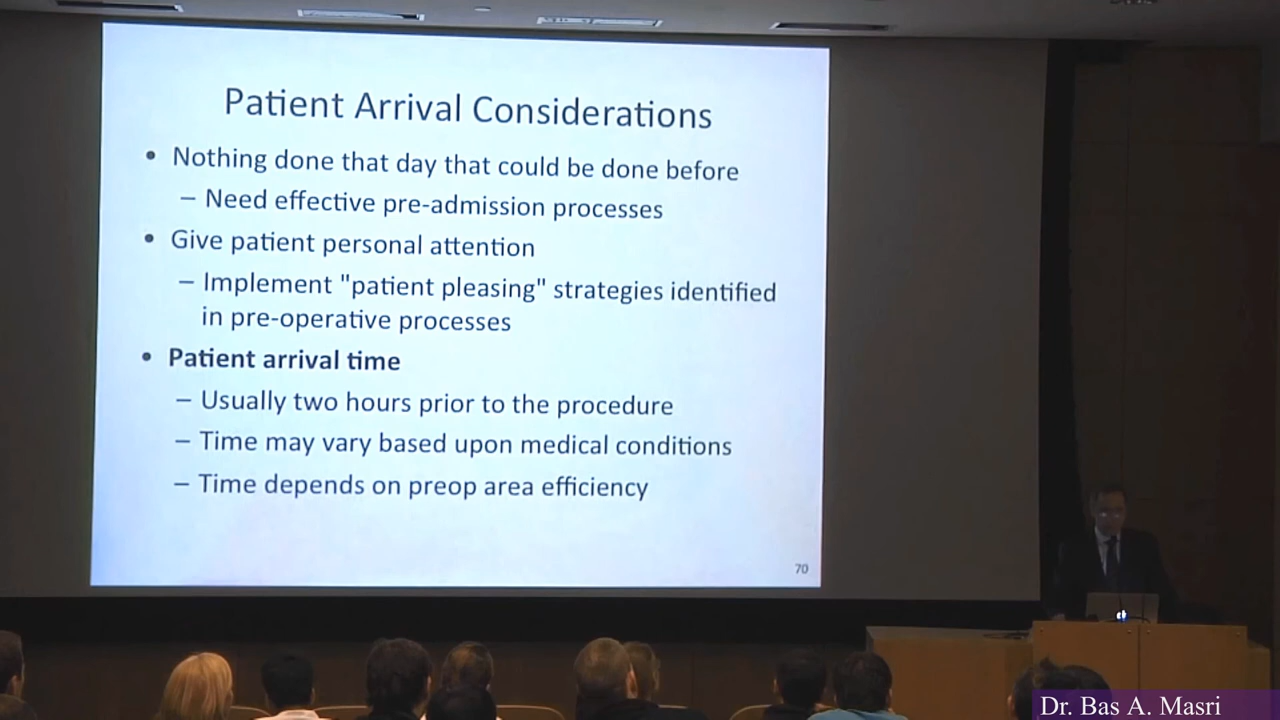 Patient Arrival Considerations
• Nothing done that day that could be done before
– Need effective pre-admission processes
• Give patient personal attention
– Implement "patient pleasing" strategies identified
in pre-operative processes
• Patient arrival time
– Usually two hours prior to the procedure
– Time may vary based upon medical conditions
– Time depends on preop area efficiency
70
Dr. Bas A. Masri